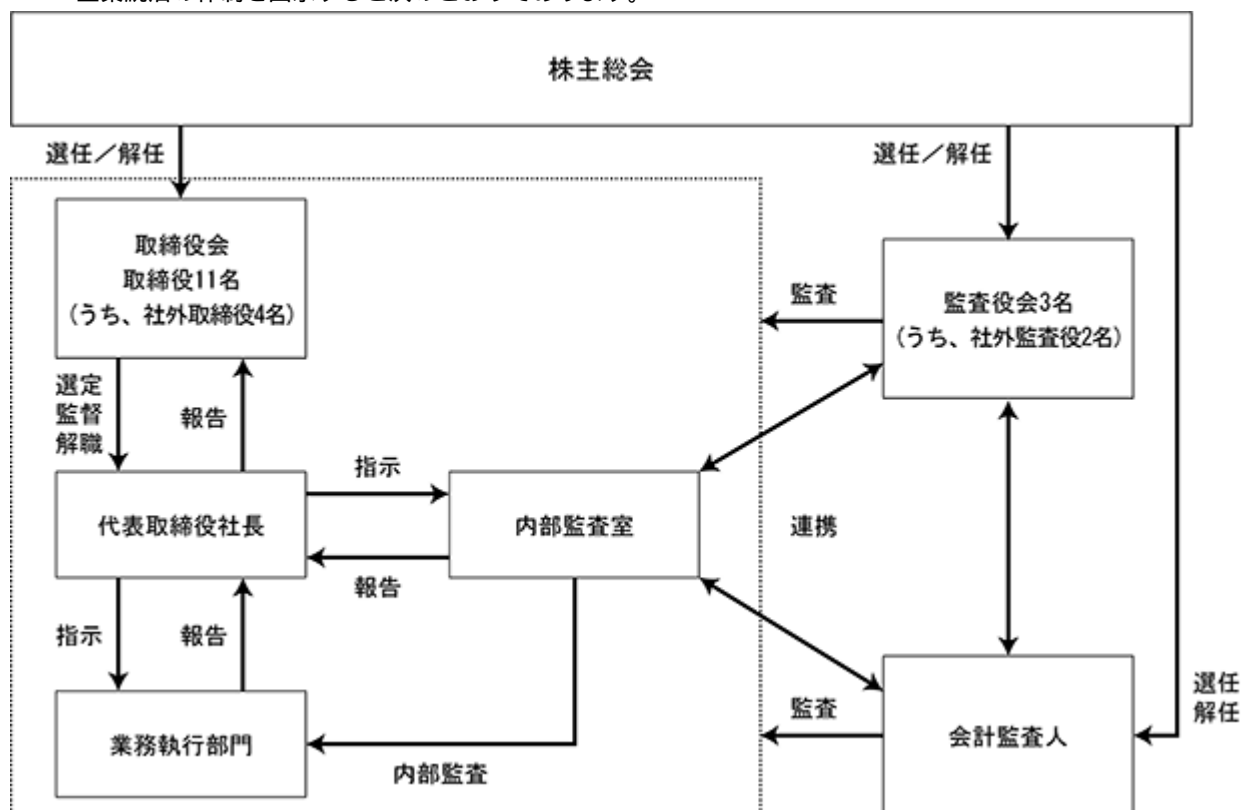 株主総会
選任/解任
選任/解任
取締役会
取締役11名
(うち、社外取締役4名)
監査
監査役会3名
(うち、社外監査役2名)
選定
監督
解職
報告
指示
代表取締役社長
内部監査室
連携
報告
指示
報告
業務執行部門
内部監査
監査
会計監査人
選任
解任